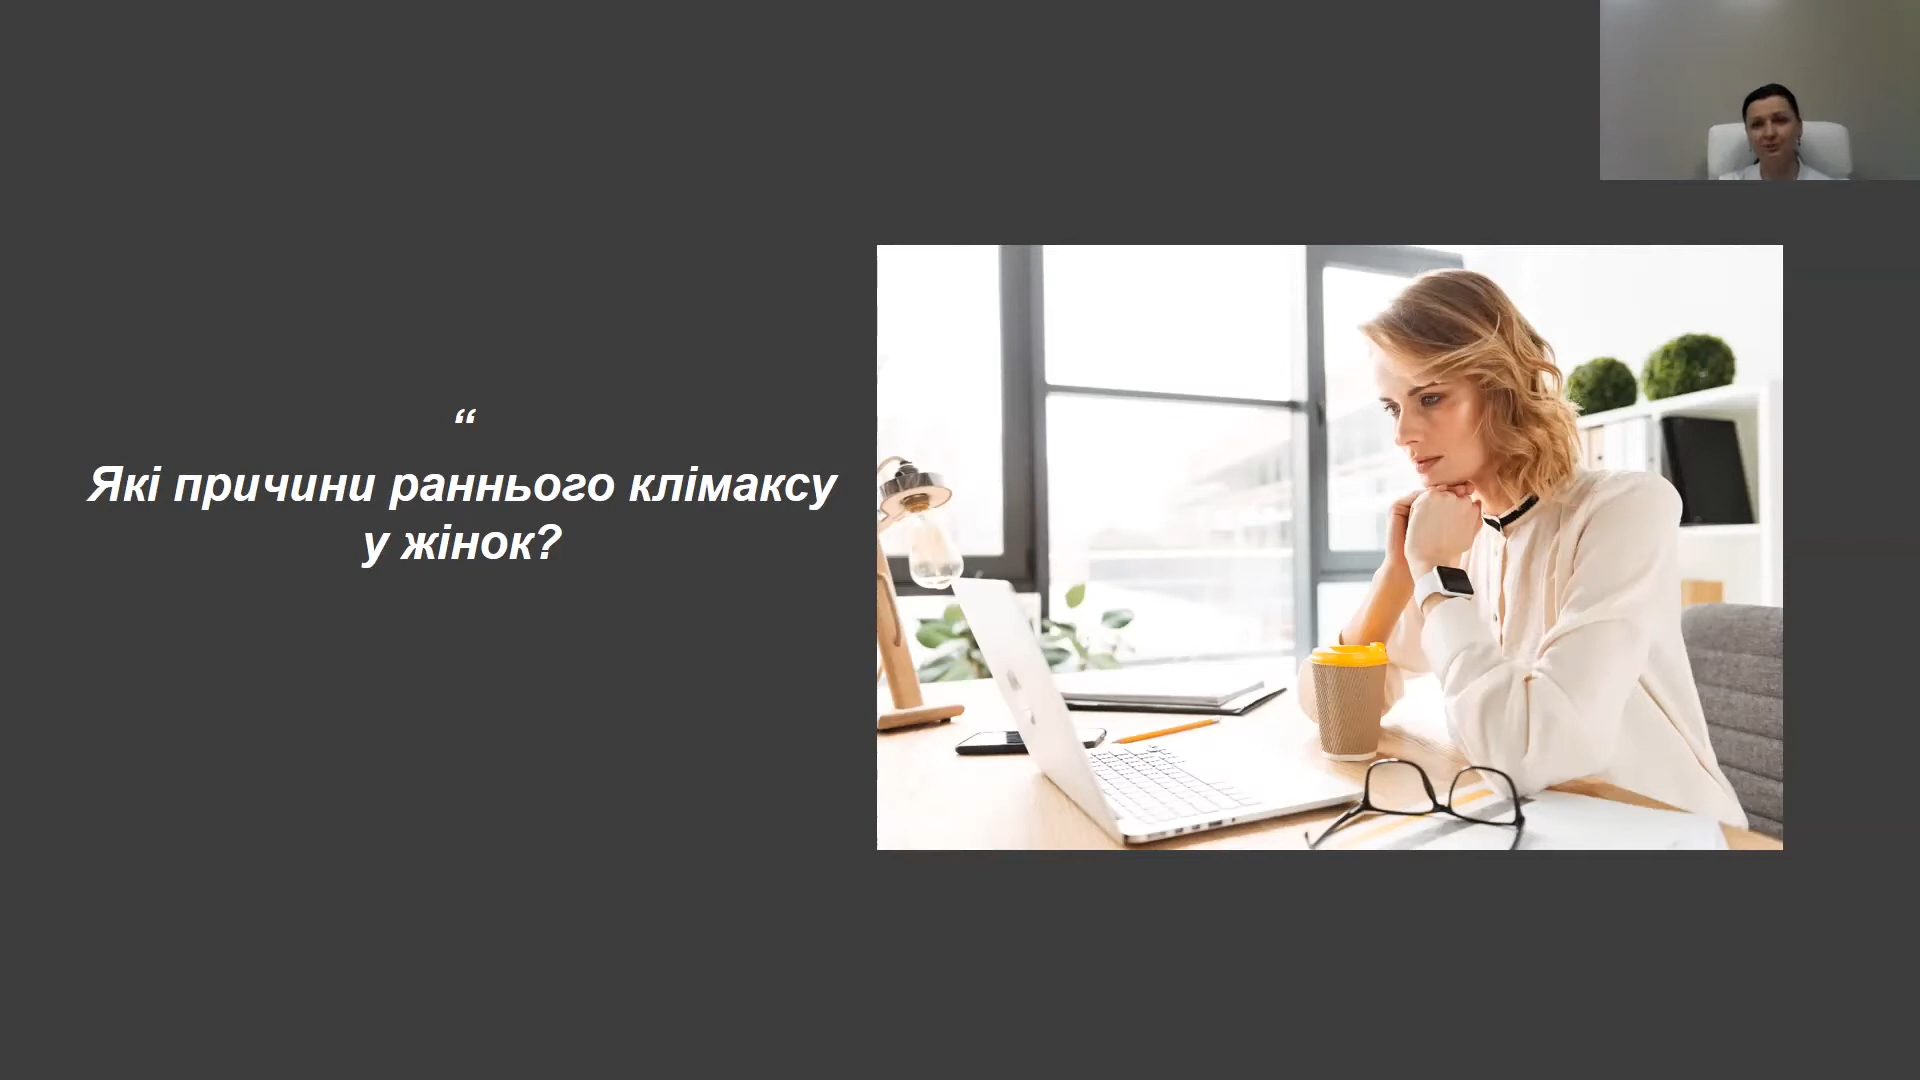 “
Які причини раннього клімаксу
у жінок?